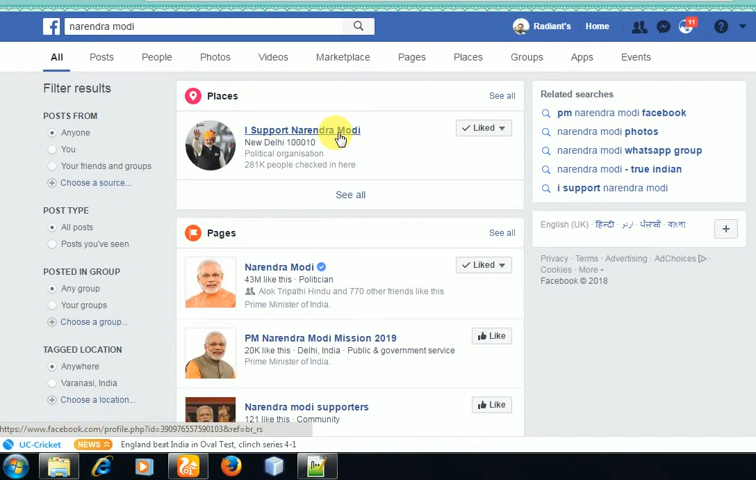 narendra modi
Radiant's Home 11
All Posts People Photos Videos Marketplace Pages Places Groups Apps Events
Filter results
POSTS FROM
Anyone
You
Your friends and groups
Choose a source...
POST TYPE
All posts
Posts you've seen
POSTED IN GROUP
Any group
Your groups
Choose a group...
TAGGED LOCATION
Anywhere
Varanasi, India
Choose a location...
Places See all
I Support Narendra Modi
Liked
New Delhi 100010
Political organisation
281K people checked in here
See all
Pages See all
Narendra Modi
Liked
43M like this · Politician
Alok Tripathi Hindu and 770 other friends like this
Prime Minister of India.
PM Narendra Modi Mission 2019
Like
20K like this · Delhi, India · Public & government service
Prime Minister of India.
Narendra modi supporters
Like
121 like this · Community
Related searches
pm narendra modi facebook
narendra modi photos
narendra modi whatsapp group
narendra modi - true indian
i support narendra modi
English (UK) · हिन्दी · اردو · ਪੰਜਾਬੀ · বাংলা
Privacy · Terms · Advertising · AdChoices
Cookies · More
Facebook © 2018
https://www.facebook.com/profile.php?id=390976557590103&ref=br_rs
UC-Cricket NEWS England beat India in Oval Test, clinch series 4-1